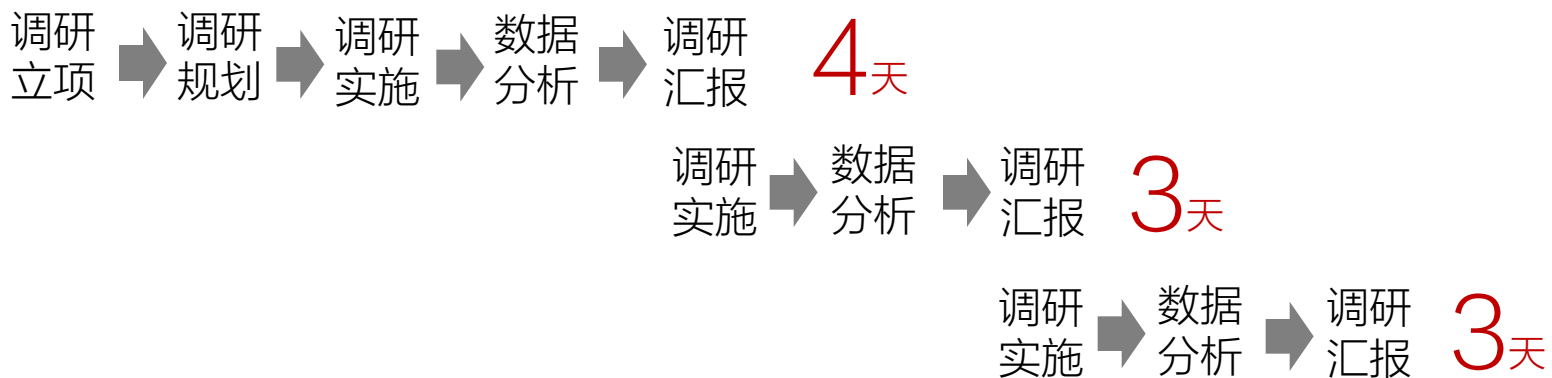 调研 调研 调研 数据 调研 4天
立项 规划 实施 分析 汇报
调研 数据 调研 3天
实施 分析 汇报
调研 数据 调研 3天
实施 分析 汇报